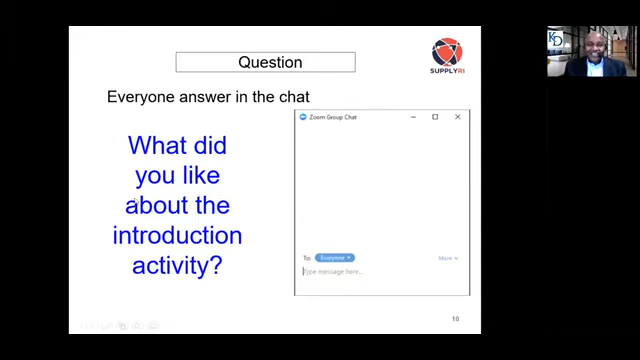 Question
SUPPLYRI
KD
Everyone answer in the chat
Zoom Group Chat
What did
you like
about the
introduction
activity?
To: Everyone
More
Type message here...
10